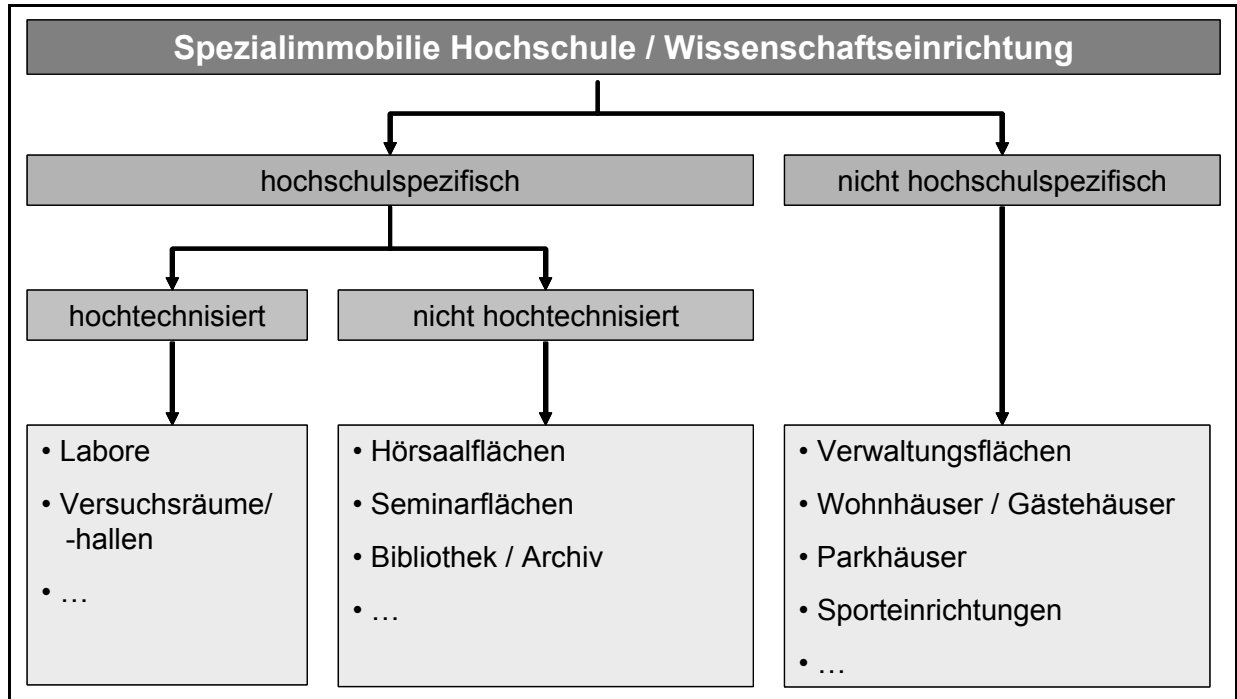 Spezialimmobilie Hochschule / Wissenschaftseinrichtung
hochschulspezifisch
nicht hochschulspezifisch
hochtechnisiert
nicht hochtechnisiert
• Labore
• Versuchsräume/
-hallen
• …
• Hörsaalflächen
• Seminarflächen
• Bibliothek / Archiv
• …
• Verwaltungsflächen
• Wohnhäuser / Gästehäuser
• Parkhäuser
• Sporteinrichtungen
• …